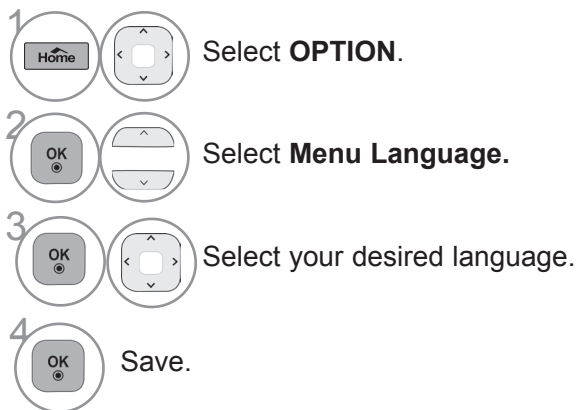 1
Home
Select OPTION.
2
OK
Select Menu Language.
3
OK
Select your desired language.
4
OK
Save.